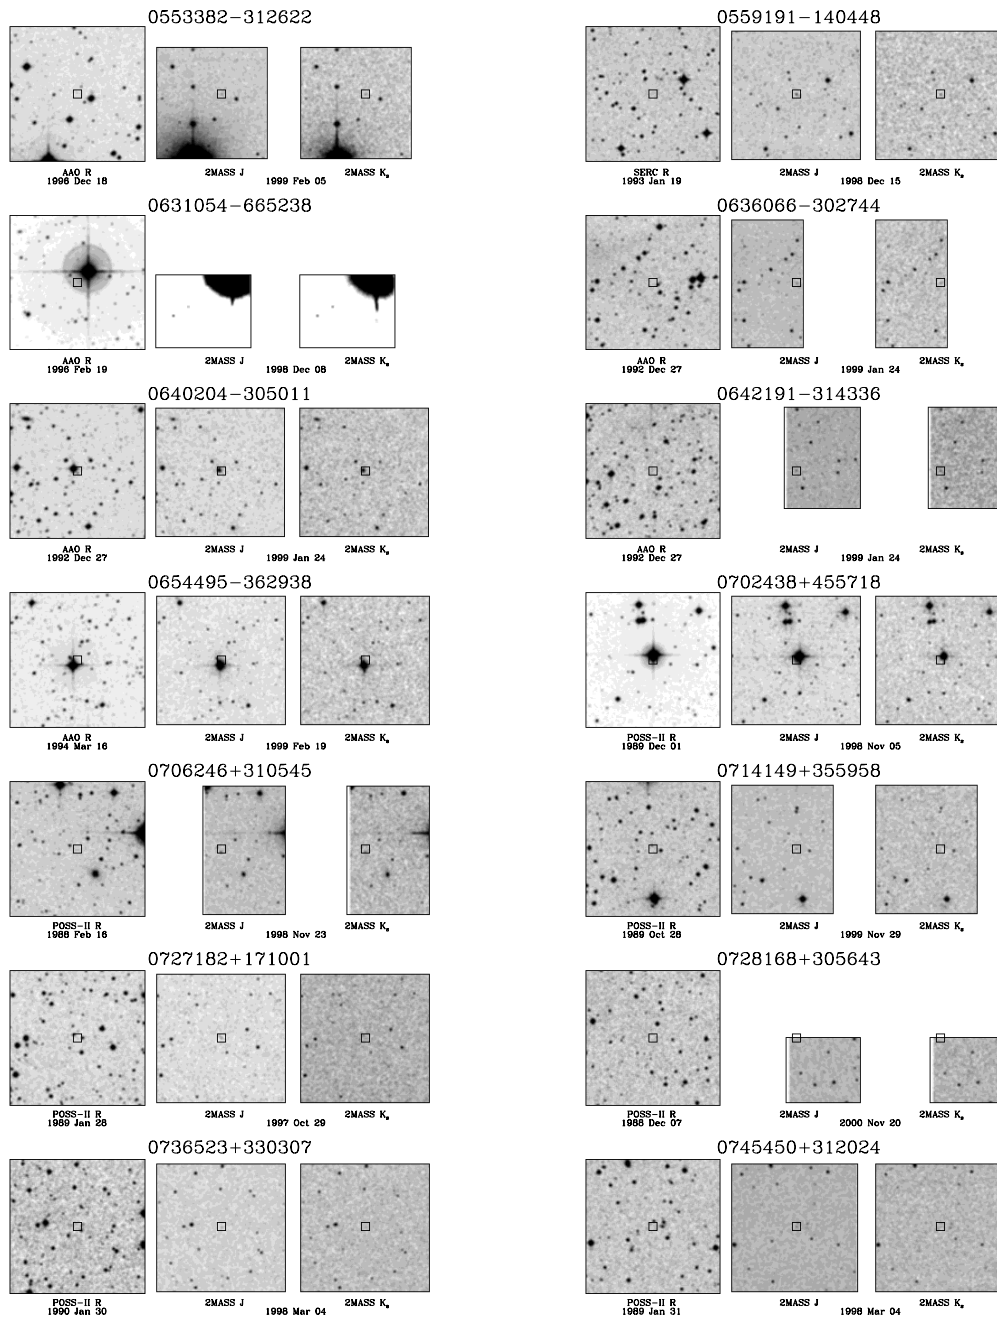 0553382-312622
AAO R
1996 Dec 18
2MASS J
1999 Feb 05
2MASS Ks
0559191-140448
SERC R
1993 Jan 19
2MASS J
1998 Dec 15
2MASS Ks
0631054-665238
AAO R
1996 Feb 19
2MASS J
1998 Dec 08
2MASS Ks
0636066-302744
AAO R
1992 Dec 27
2MASS J
1999 Jan 24
2MASS Ks
0640204-305011
AAO R
1992 Dec 27
2MASS J
1999 Jan 24
2MASS Ks
0642191-314336
AAO R
1992 Dec 27
2MASS J
1999 Jan 24
2MASS Ks
0654495-362938
AAO R
1994 Mar 16
2MASS J
1999 Feb 19
2MASS Ks
0702438+455718
POSS-II R
1989 Dec 01
2MASS J
1998 Nov 05
2MASS Ks
0706246+310545
POSS-II R
1988 Feb 16
2MASS J
1998 Nov 23
2MASS Ks
0714149+355958
POSS-II R
1989 Oct 28
2MASS J
1999 Nov 29
2MASS Ks
0727182+171001
POSS-II R
1989 Jan 28
2MASS J
1997 Oct 29
2MASS Ks
0728168+305643
POSS-II R
1988 Dec 07
2MASS J
2000 Nov 20
2MASS Ks
0736523+330307
POSS-II R
1990 Jan 30
2MASS J
1998 Mar 04
2MASS Ks
0745450+312024
POSS-II R
1989 Jan 31
2MASS J
1998 Mar 04
2MASS Ks